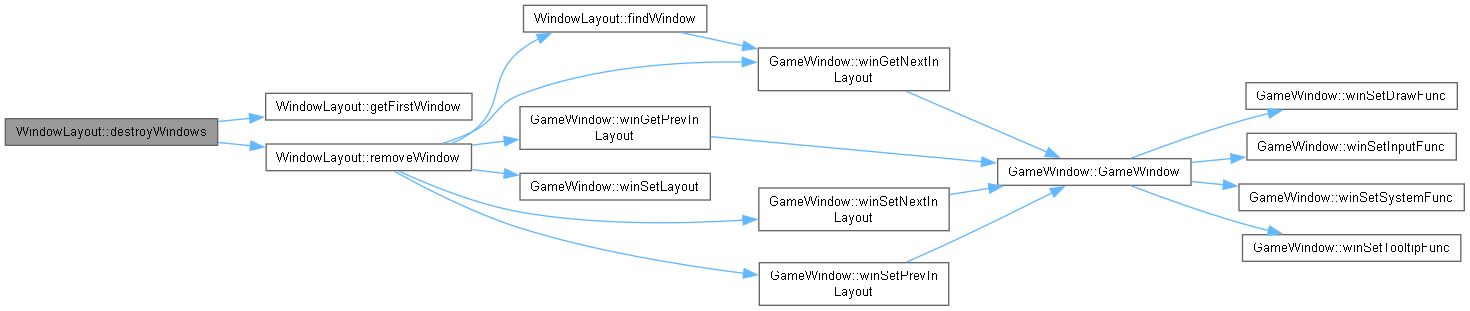 WindowLayout::destroyWindows
WindowLayout::getFirstWindow
WindowLayout::removeWindow
WindowLayout::findWindow
GameWindow::winGetPrevIn
Layout
GameWindow::winSetLayout
GameWindow::winGetNextIn
Layout
GameWindow::winSetNextIn
Layout
GameWindow::winSetPrevIn
Layout
GameWindow::GameWindow
GameWindow::winSetDrawFunc
GameWindow::winSetInputFunc
GameWindow::winSetSystemFunc
GameWindow::winSetTooltipFunc